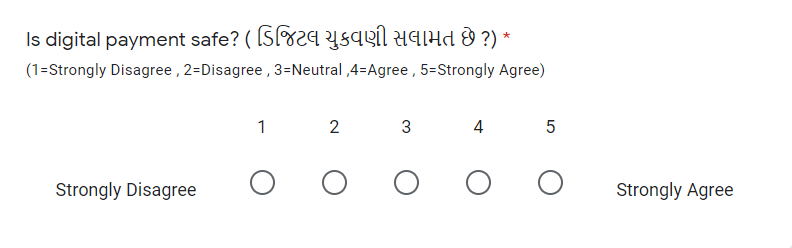 Is digital payment safe? ( ડિજિટલ ચુકવણી સલામત છે ?) *
(1=Strongly Disagree , 2=Disagree , 3=Neutral ,4=Agree , 5=Strongly Agree)
1 2 3 4 5
Strongly Disagree Strongly Agree